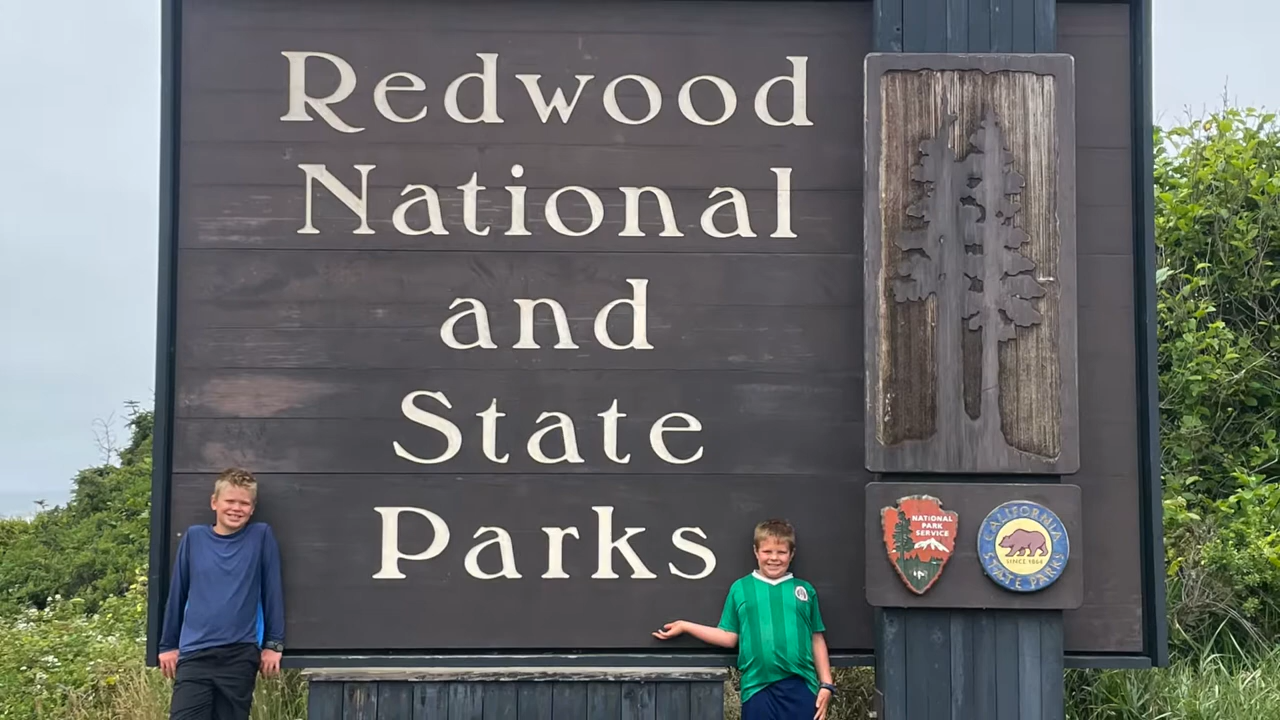 Redwood
National
and
State
Parks
NATIONAL
PARK
SERVICE
CALIFORNIA
SINCE 1864
STATE PARKS